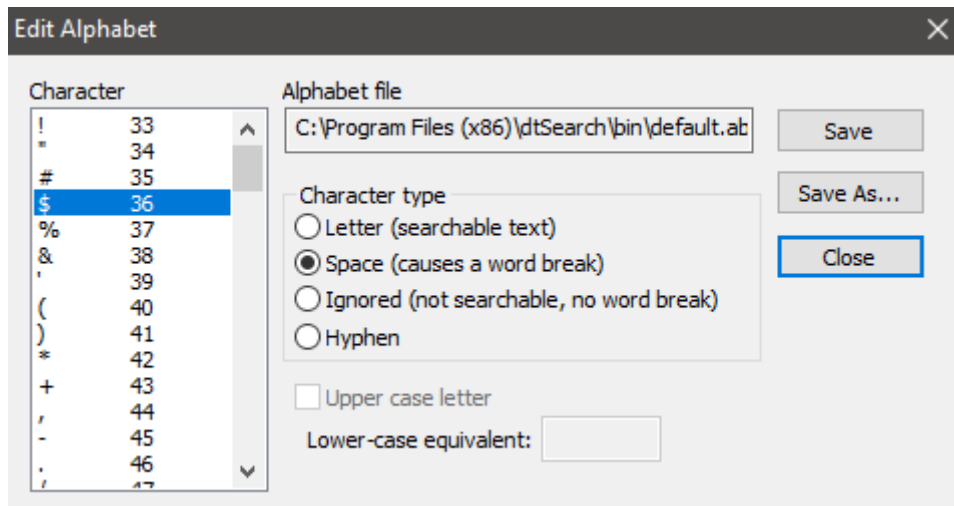 Edit Alphabet
Character
! 33
" 34
# 35
$ 36
% 37
& 38
' 39
( 40
) 41
* 42
+ 43
, 44
- 45
. 46
/ 47
Alphabet file
C:\Program Files (x86)\dtSearch\bin\default.ab
Character type
Letter (searchable text)
Space (causes a word break)
Ignored (not searchable, no word break)
Hyphen
Upper case letter
Lower-case equivalent:
Save
Save As...
Close